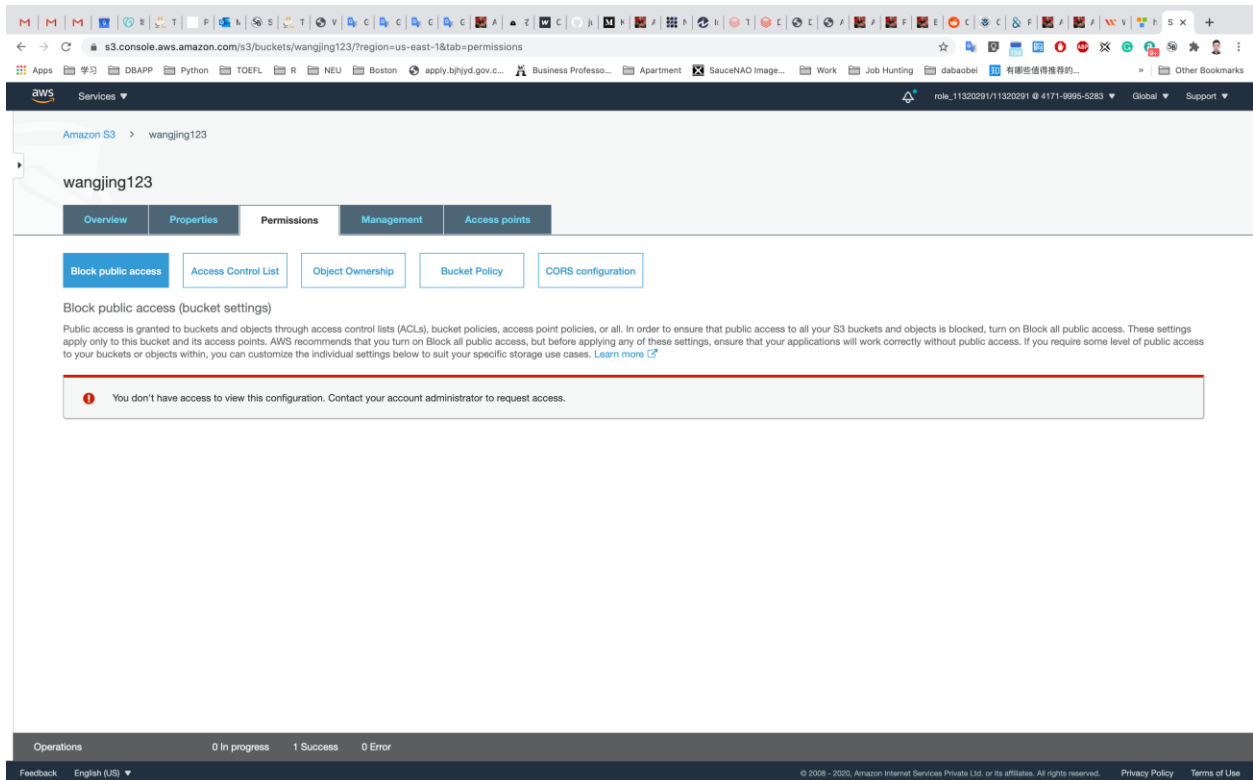 s3.console.aws.amazon.com/s3/buckets/wangjing123/?region=us-east-1&tab=permissions
Apps 学习 DBAPP Python TOEFL R NEU Boston apply.bjhjyd.gov.c... Business Professo... Apartment SauceNAO Image... Work Job Hunting dabaobei 有哪些值得推荐的... » Other Bookmarks
aws Services ▼ role_11320291/11320291 @ 4171-9995-5283 ▼ Global ▼ Support ▼
Amazon S3 > wangjing123
wangjing123
Overview Properties Permissions Management Access points
Block public access Access Control List Object Ownership Bucket Policy CORS configuration
Block public access (bucket settings)
Public access is granted to buckets and objects through access control lists (ACLs), bucket policies, access point policies, or all. In order to ensure that public access to all your S3 buckets and objects is blocked, turn on Block all public access. These settings
apply only to this bucket and its access points. AWS recommends that you turn on Block all public access, but before applying any of these settings, ensure that your applications will work correctly without public access. If you require some level of public access
to your buckets or objects within, you can customize the individual settings below to suit your specific storage use cases. Learn more
You don't have access to view this configuration. Contact your account administrator to request access.
Operations 0 In progress 1 Success 0 Error
Feedback English (US) ▼ © 2008 - 2020, Amazon Internet Services Private Ltd. or its affiliates. All rights reserved. Privacy Policy Terms of Use